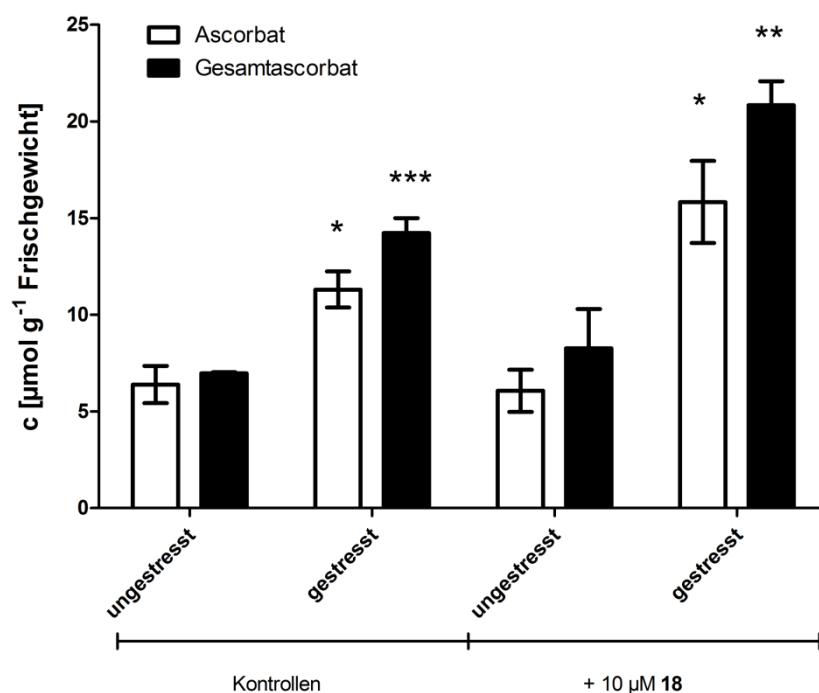 25
20
15
10
5
0
c [µmol g⁻¹ Frischgewicht]
Ascorbat
Gesamtascorbat
*
***
*
**
ungestresst
gestresst
ungestresst
gestresst
Kontrollen
+ 10 µM 18